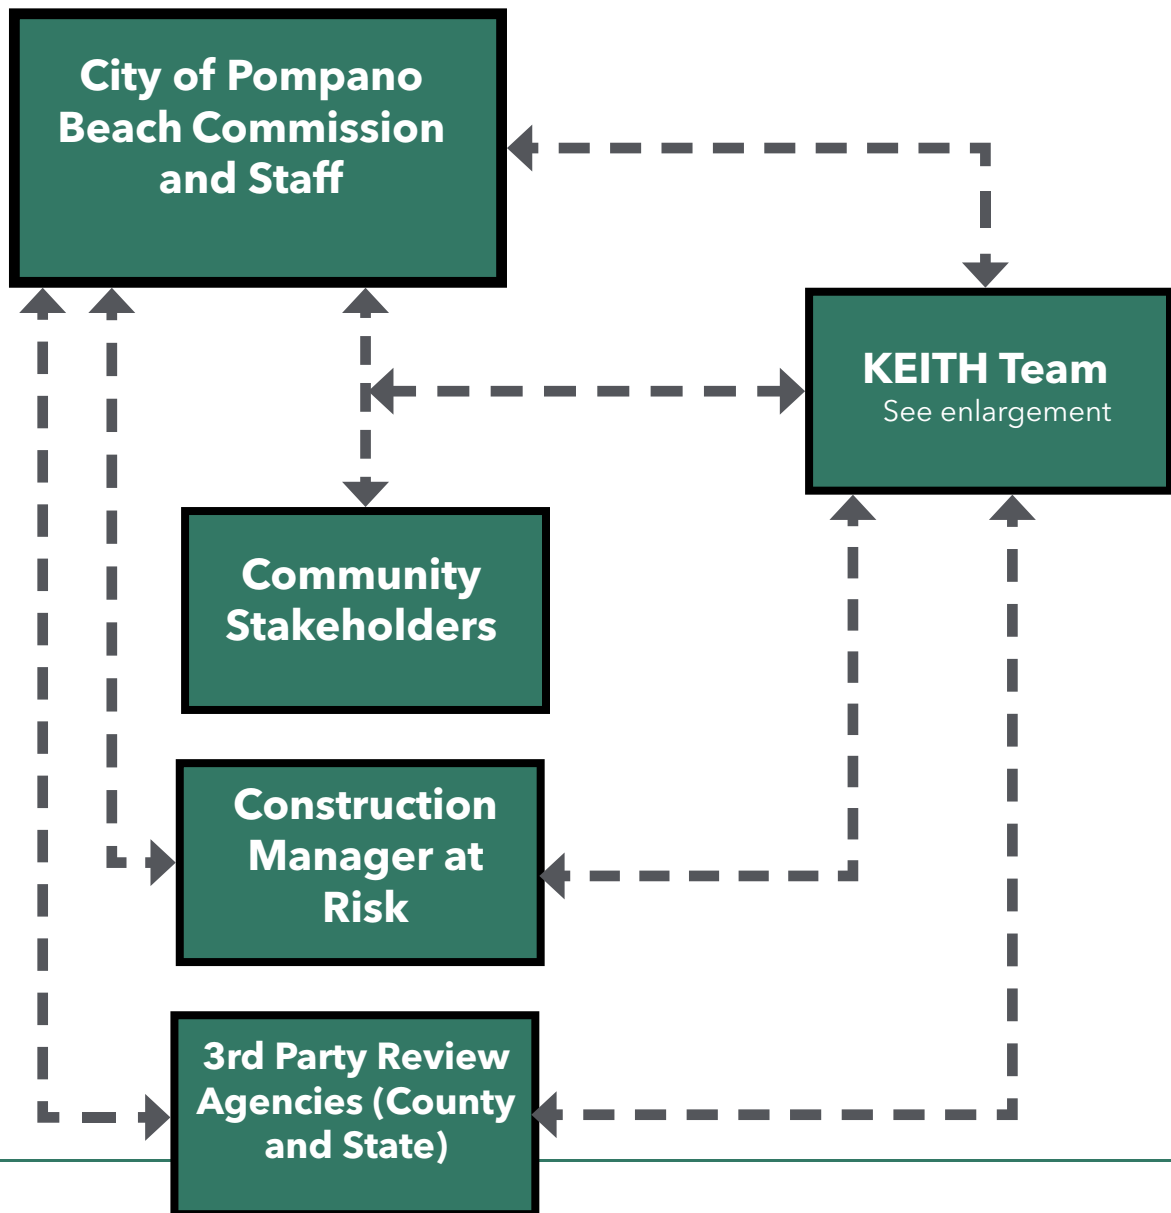 City of Pompano
Beach Commission
and Staff
KEITH Team
See enlargement
Community
Stakeholders
Construction
Manager at
Risk
3rd Party Review
Agencies (County
and State)